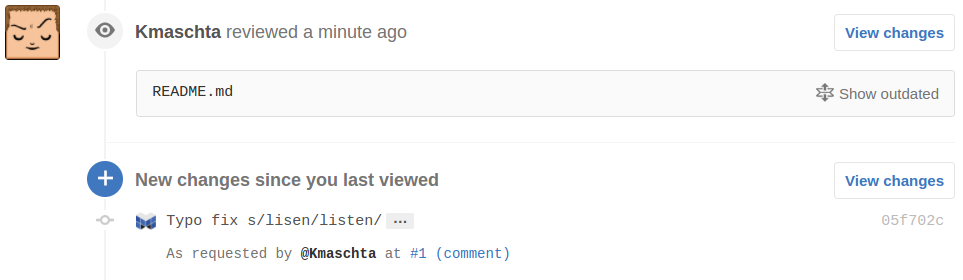 Kmaschta reviewed a minute ago
View changes
README.md
Show outdated
New changes since you last viewed
View changes
Typo fix s/lisen/listen/ …
05f702c
As requested by @Kmaschta at #1 (comment)